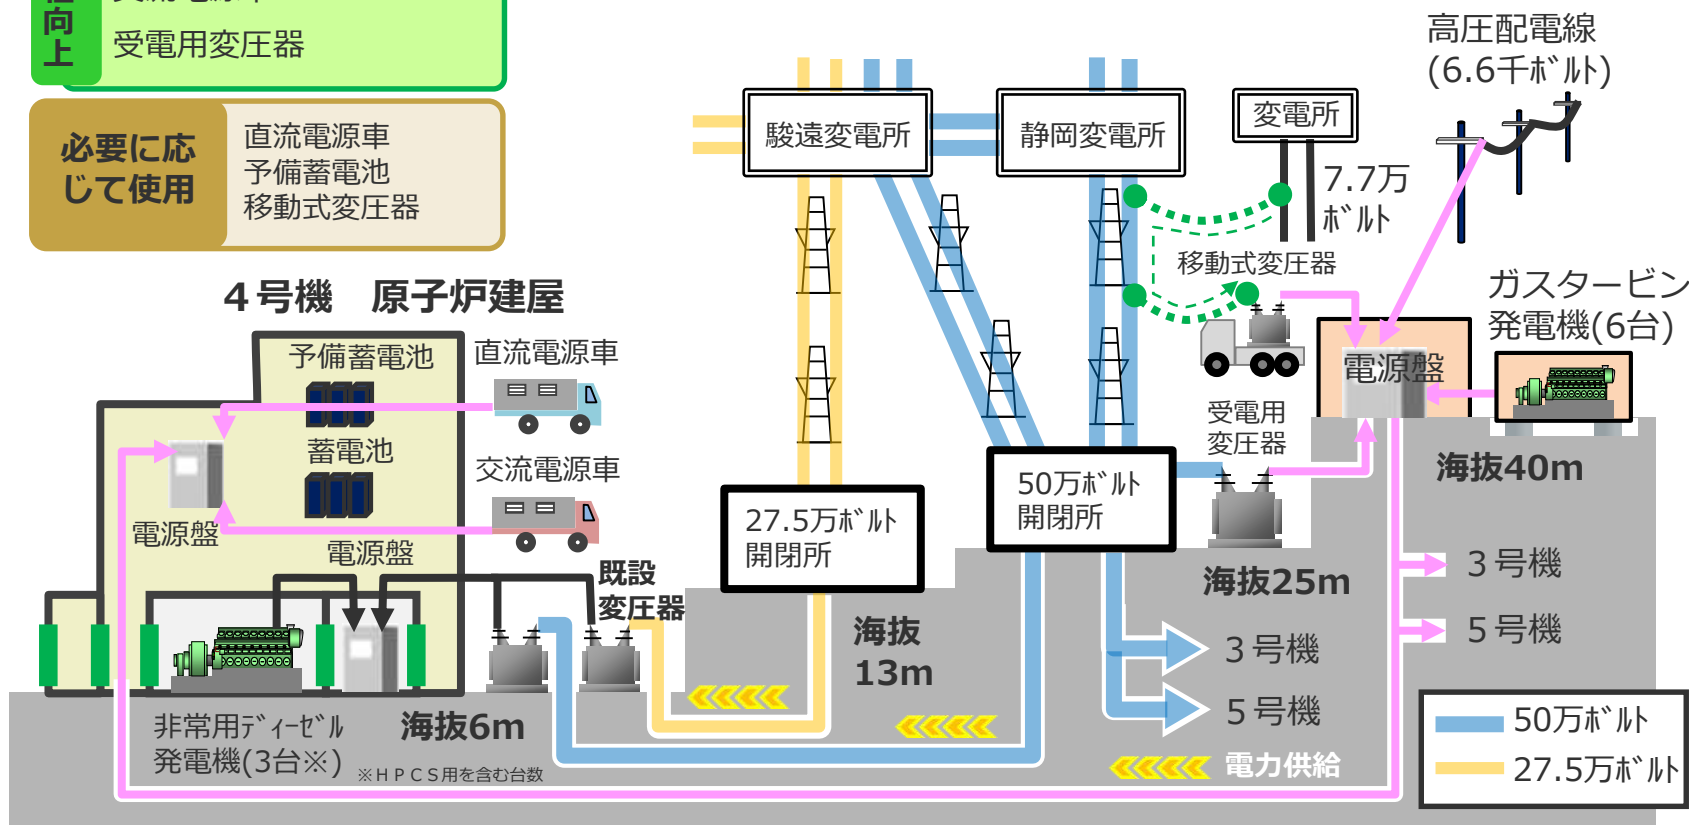 向
上
受電用変圧器
必要に応
じて使用
直流電源車
予備蓄電池
移動式変圧器
高圧配電線
(6.6千ﾎﾞﾙﾄ)
駿遠変電所
静岡変電所
変電所
7.7万
ﾎﾞﾙﾄ
移動式変圧器
ガスタービン
発電機(6台)
電源盤
４号機　原子炉建屋
予備蓄電池
直流電源車
蓄電池
交流電源車
電源盤
電源盤
既設
変圧器
27.5万ﾎﾞﾙﾄ
開閉所
50万ﾎﾞﾙﾄ
開閉所
受電用
変圧器
海抜40m
海抜25m
海抜
13m
海抜6m
３号機
５号機
３号機
５号機
非常用ﾃﾞｨｰｾﾞﾙ
発電機(3台※)
※ＨＰＣＳ用を含む台数
電力供給
50万ﾎﾞﾙﾄ
27.5万ﾎﾞﾙﾄ